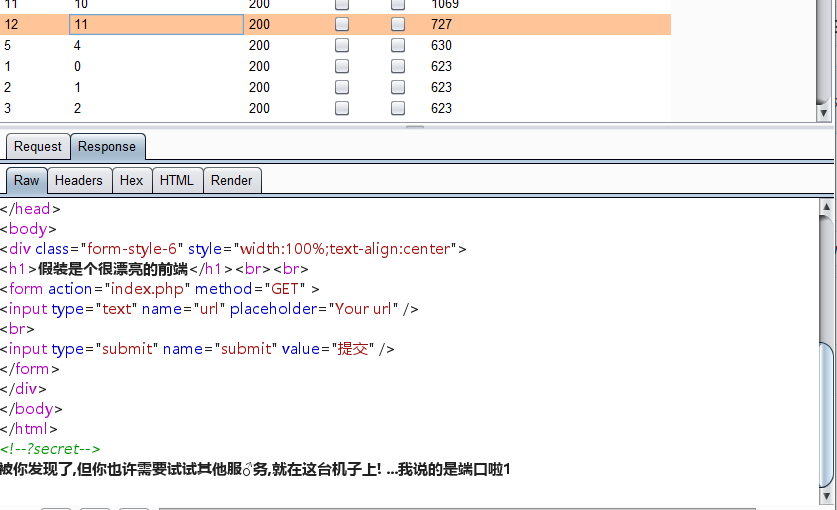 11 10 200 1069
12 11 200 727
5 4 200 630
1 0 200 623
2 1 200 623
3 2 200 623
Request Response
Raw Headers Hex HTML Render
</head>
<body>
<div class="form-style-6" style="width:100%;text-align:center">
<h1>假装是个很漂亮的前端</h1><br><br>
<form action="index.php" method="GET" >
<input type="text" name="url" placeholder="Your url" />
<br>
<input type="submit" name="submit" value="提交" />
</form>
</div>
</body>
</html>
<!--?secret-->
被你发现了,但你也许需要试试其他服♂务,就在这台机子上! ...我说的是端口啦1